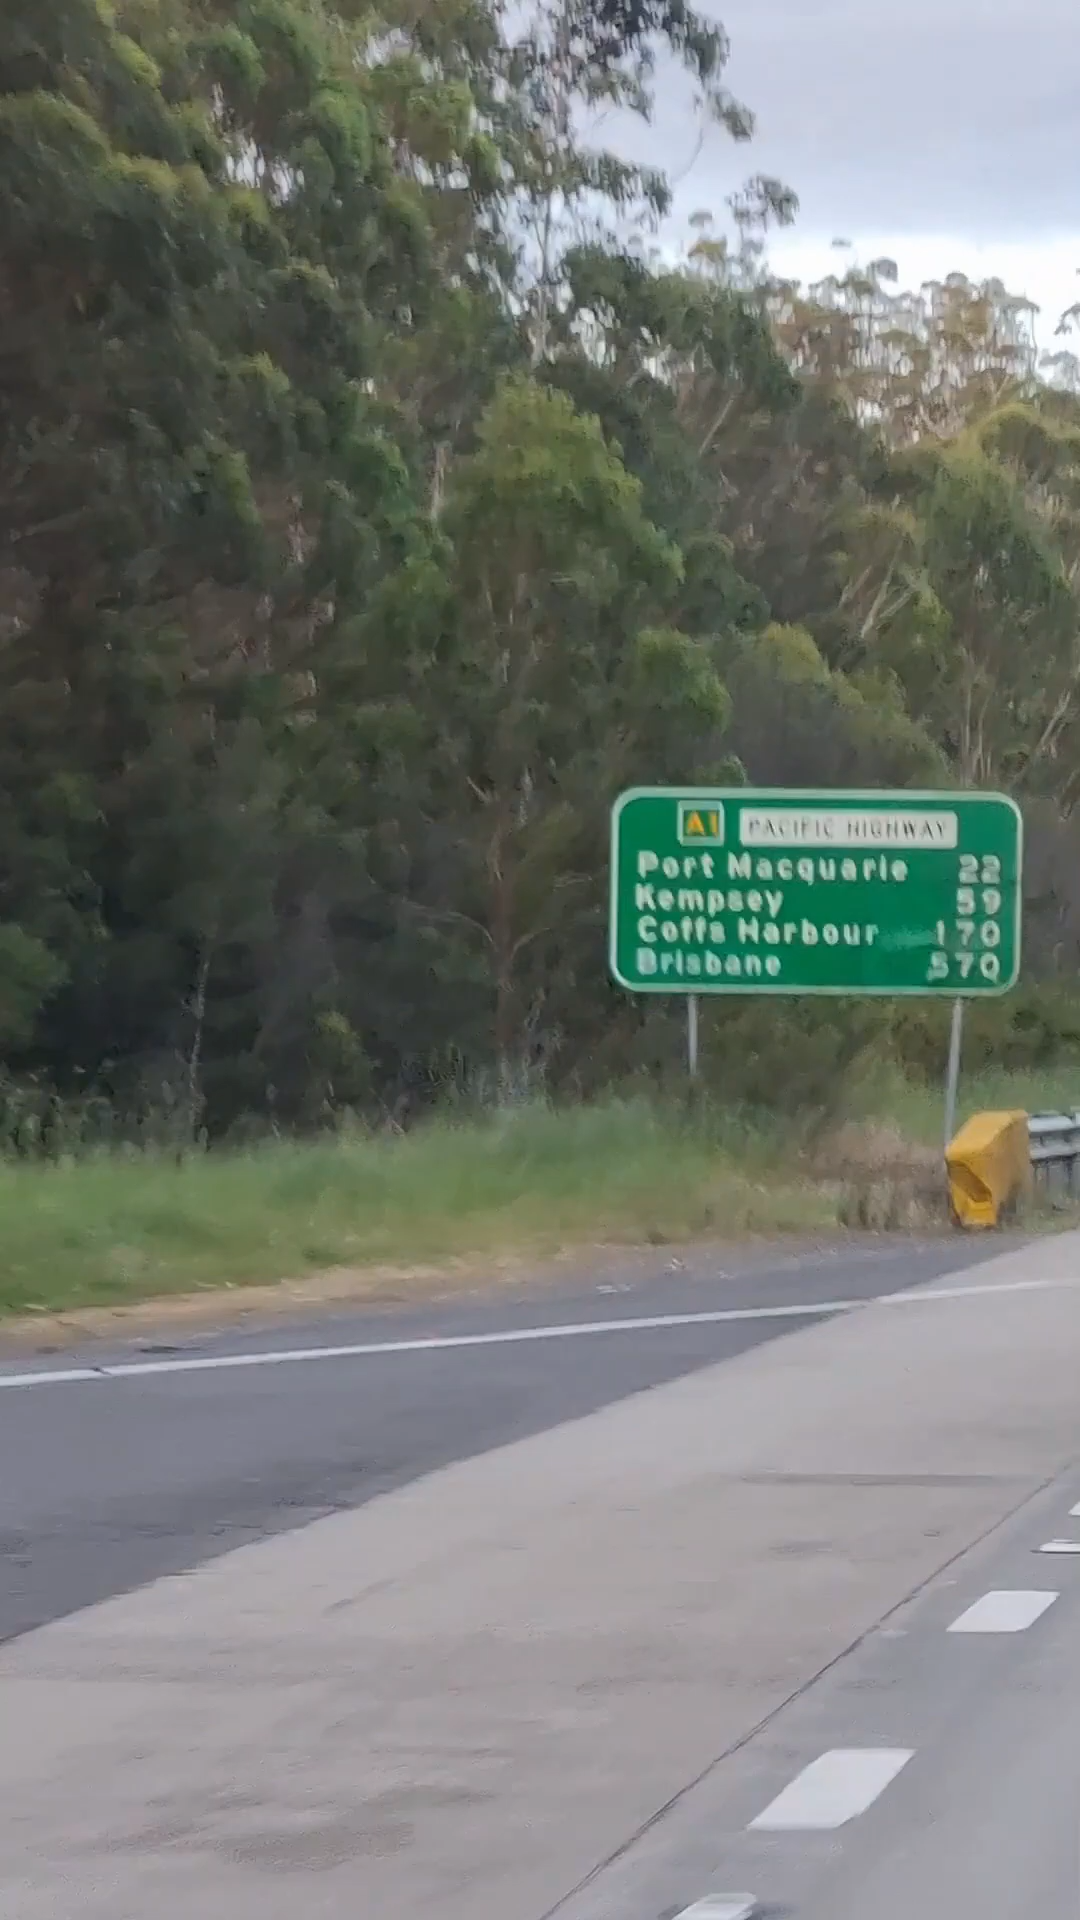 A1 PACIFIC HIGHWAY
Port Macquarie 22
Kempsey 59
Coffs Harbour 170
Brisbane 570